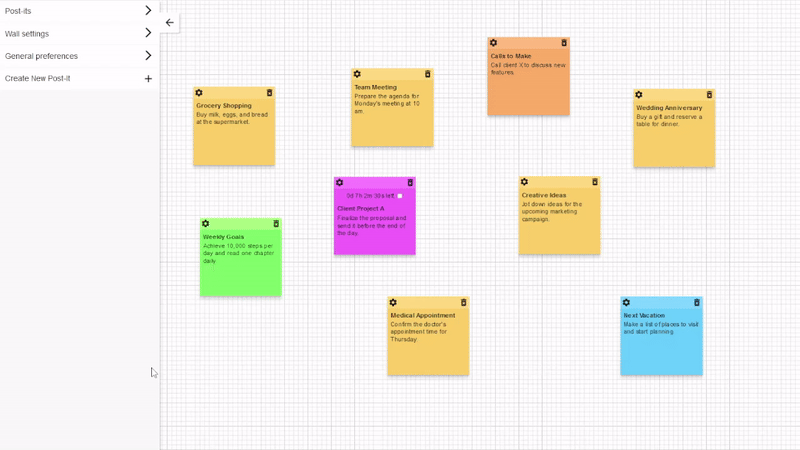 Post-its
Wall settings
General preferences
Create New Post-It
Calls to Make
Call client X to discuss new
features.
Team Meeting
Prepare the agenda for
Monday's meeting at 10
am.
Grocery Shopping
Buy milk, eggs, and bread
at the supermarket.
Wedding Anniversary
Buy a gift and reserve a
table for dinner.
Client Project A
Finalize the proposal and
send it before the end of
the day.
Creative Ideas
Jot down ideas for the
upcoming marketing
campaign.
Weekly Goals
Achieve 10,000 steps per
day and read one chapter
daily
Medical Appointment
Confirm the doctor's
appointment time for
Thursday.
Next Vacation
Make a list of places to visit
and start planning.